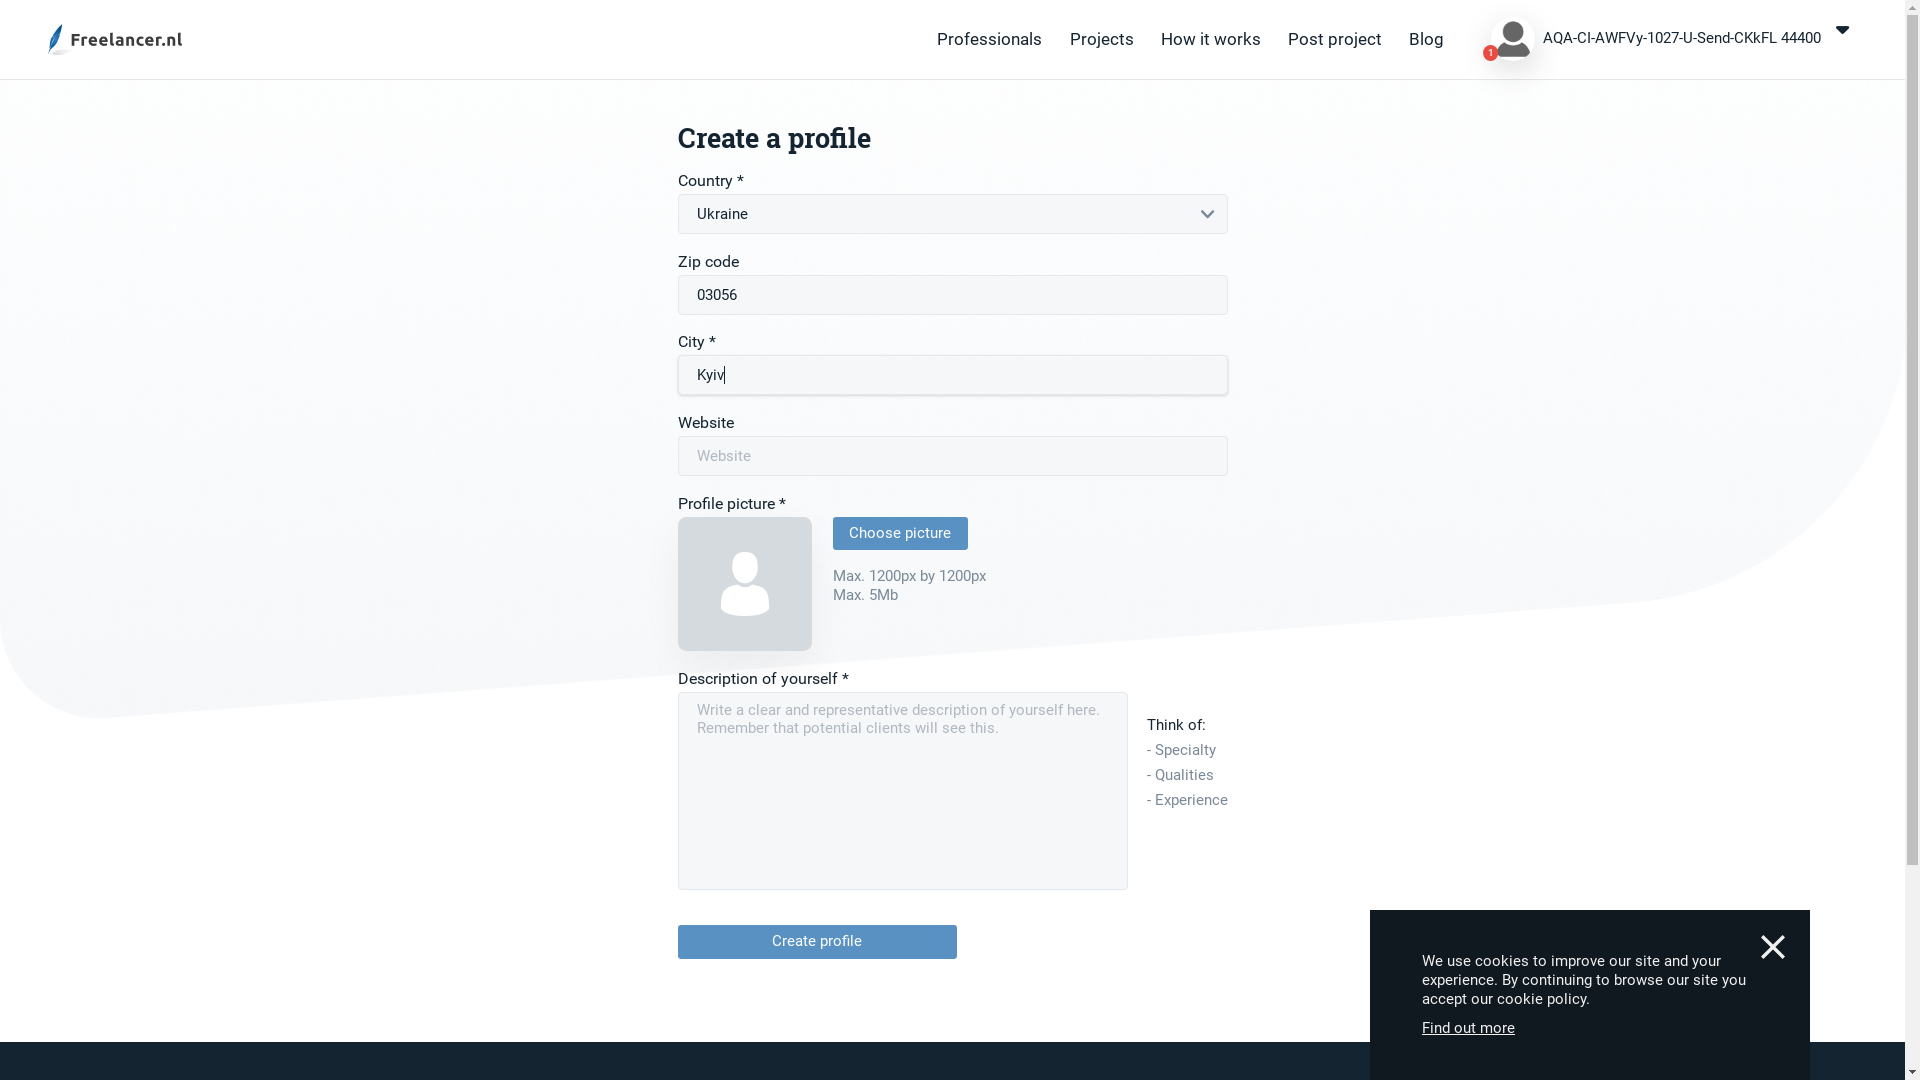 Freelancer.nl
Professionals Projects How it works Post project Blog
1
AQA-CI-AWFVy-1027-U-Send-CKkFL 44400
Create a profile
Country *
Ukraine
Zip code
03056
City *
Kyiv
Website
Website
Profile picture *
Choose picture
Max. 1200px by 1200px
Max. 5Mb
Description of yourself *
Write a clear and representative description of yourself here.
Remember that potential clients will see this.
Think of:
- Specialty
- Qualities
- Experience
Create profile
We use cookies to improve our site and your
experience. By continuing to browse our site you
accept our cookie policy.
Find out more